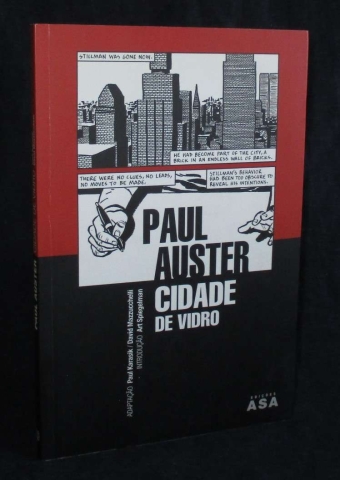 STILLMAN WAS GONE NOW.
HE HAD BECOME PART OF THE CITY, A
BRICK IN AN ENDLESS WALL OF BRICKS.
THERE WERE NO CLUES, NO LEADS,
NO MOVES TO BE MADE.
STILLMAN'S BEHAVIOR
HAD BEEN TOO OBSCURE TO
REVEAL HIS INTENTIONS.
PAUL
AUSTER
CIDADE
DE VIDRO
ADAPTAÇÃO Paul Karasik / David Mazzucchelli
INTRODUÇÃO Art Spiegelman
EDIÇÕES
ASA
PAUL AUSTER